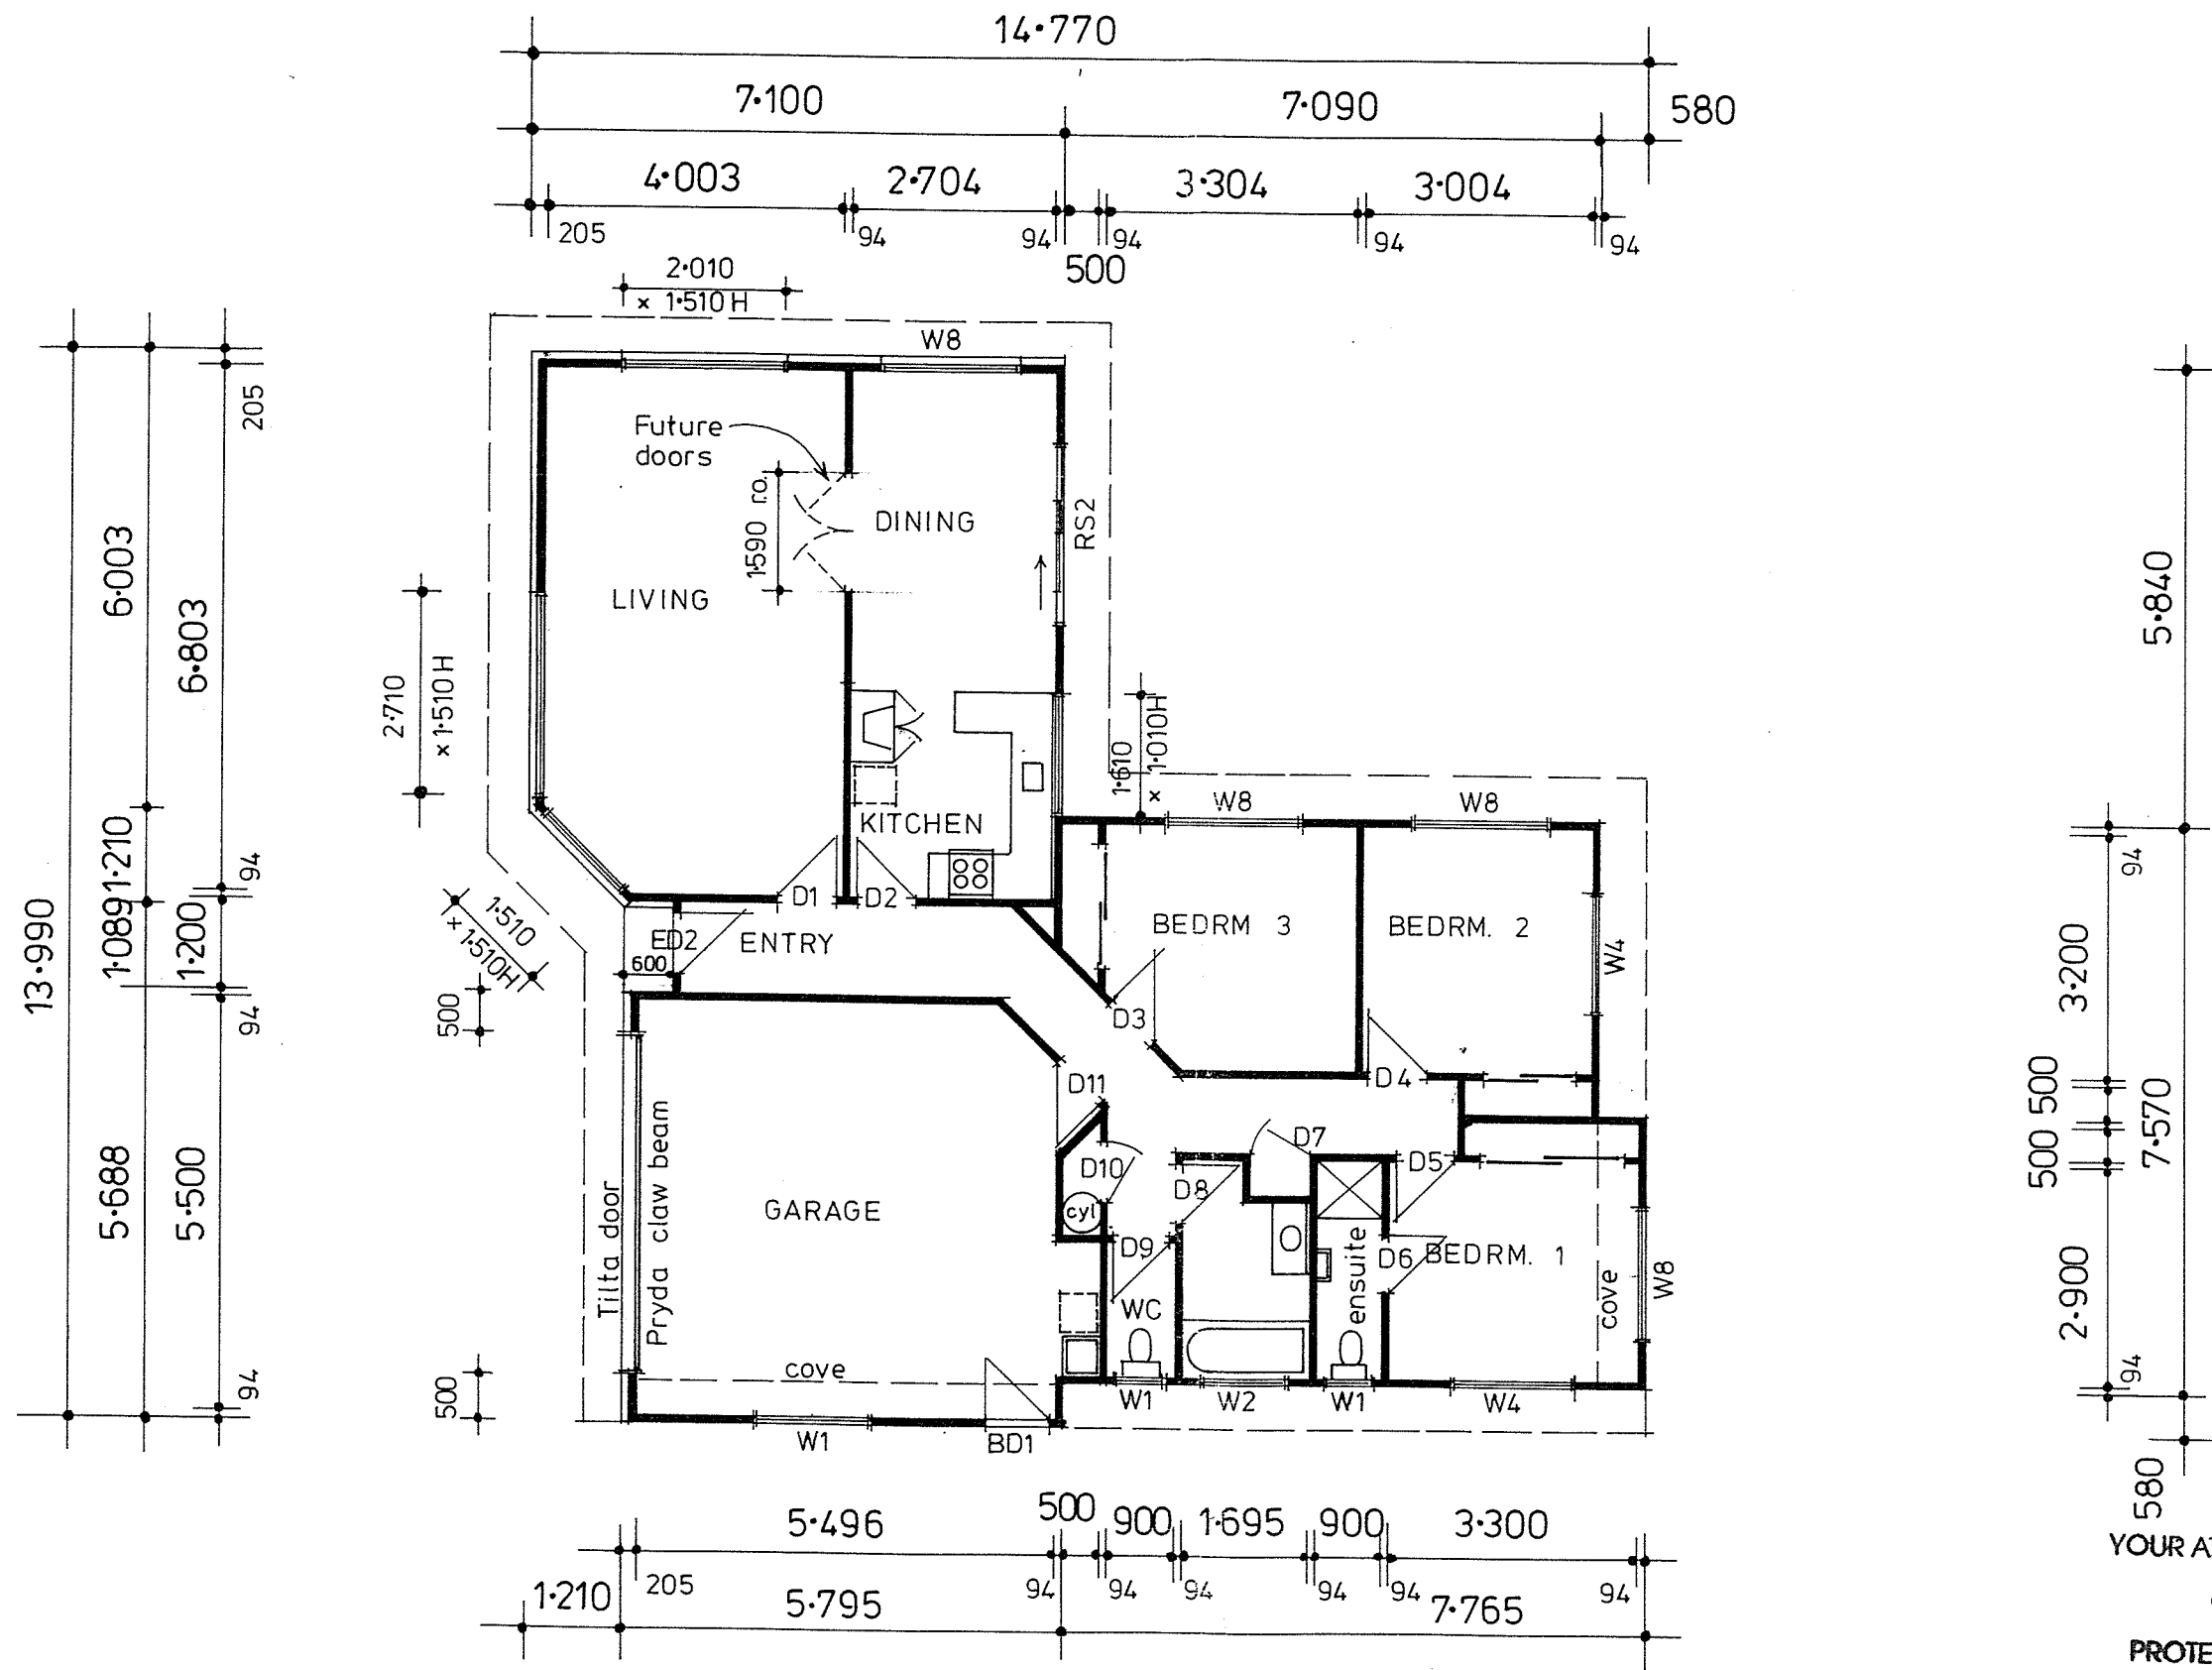 14·770
7·100 7·090 580
4·003 2·704 3·304 3·004
205 94 94 94 94 94
500
2·010
× 1·510 H
W8
205
Future
doors
1·590 r.o.
DINING
RS2
LIVING
6·003
6·803
2·710
×1·510H
5·840
1·610
× 1·010H
W8
W8
KITCHEN
D1
D2
1·210
1·089
94
1·200
94
13·990
1·510
+ 1·510H
ED2
ENTRY
600
BEDRM 3
BEDRM. 2
W4
94
3·200
500
D3
D4
D11
500
500
7·570
5·688
5·500
Tilta door
Pryda claw beam
GARAGE
D10
cyl
D7
D8
D5
D9
D6
BEDRM. 1
ensuite
WC
cove
W8
2·900
cove
500
94
94
W1
W2
W1
W4
W1
BD1
580
5·496 500 900 1·695 900 3·300
205 94 94 94 94 94 94
1·210 5·795 7·765
YOUR A
PROTE